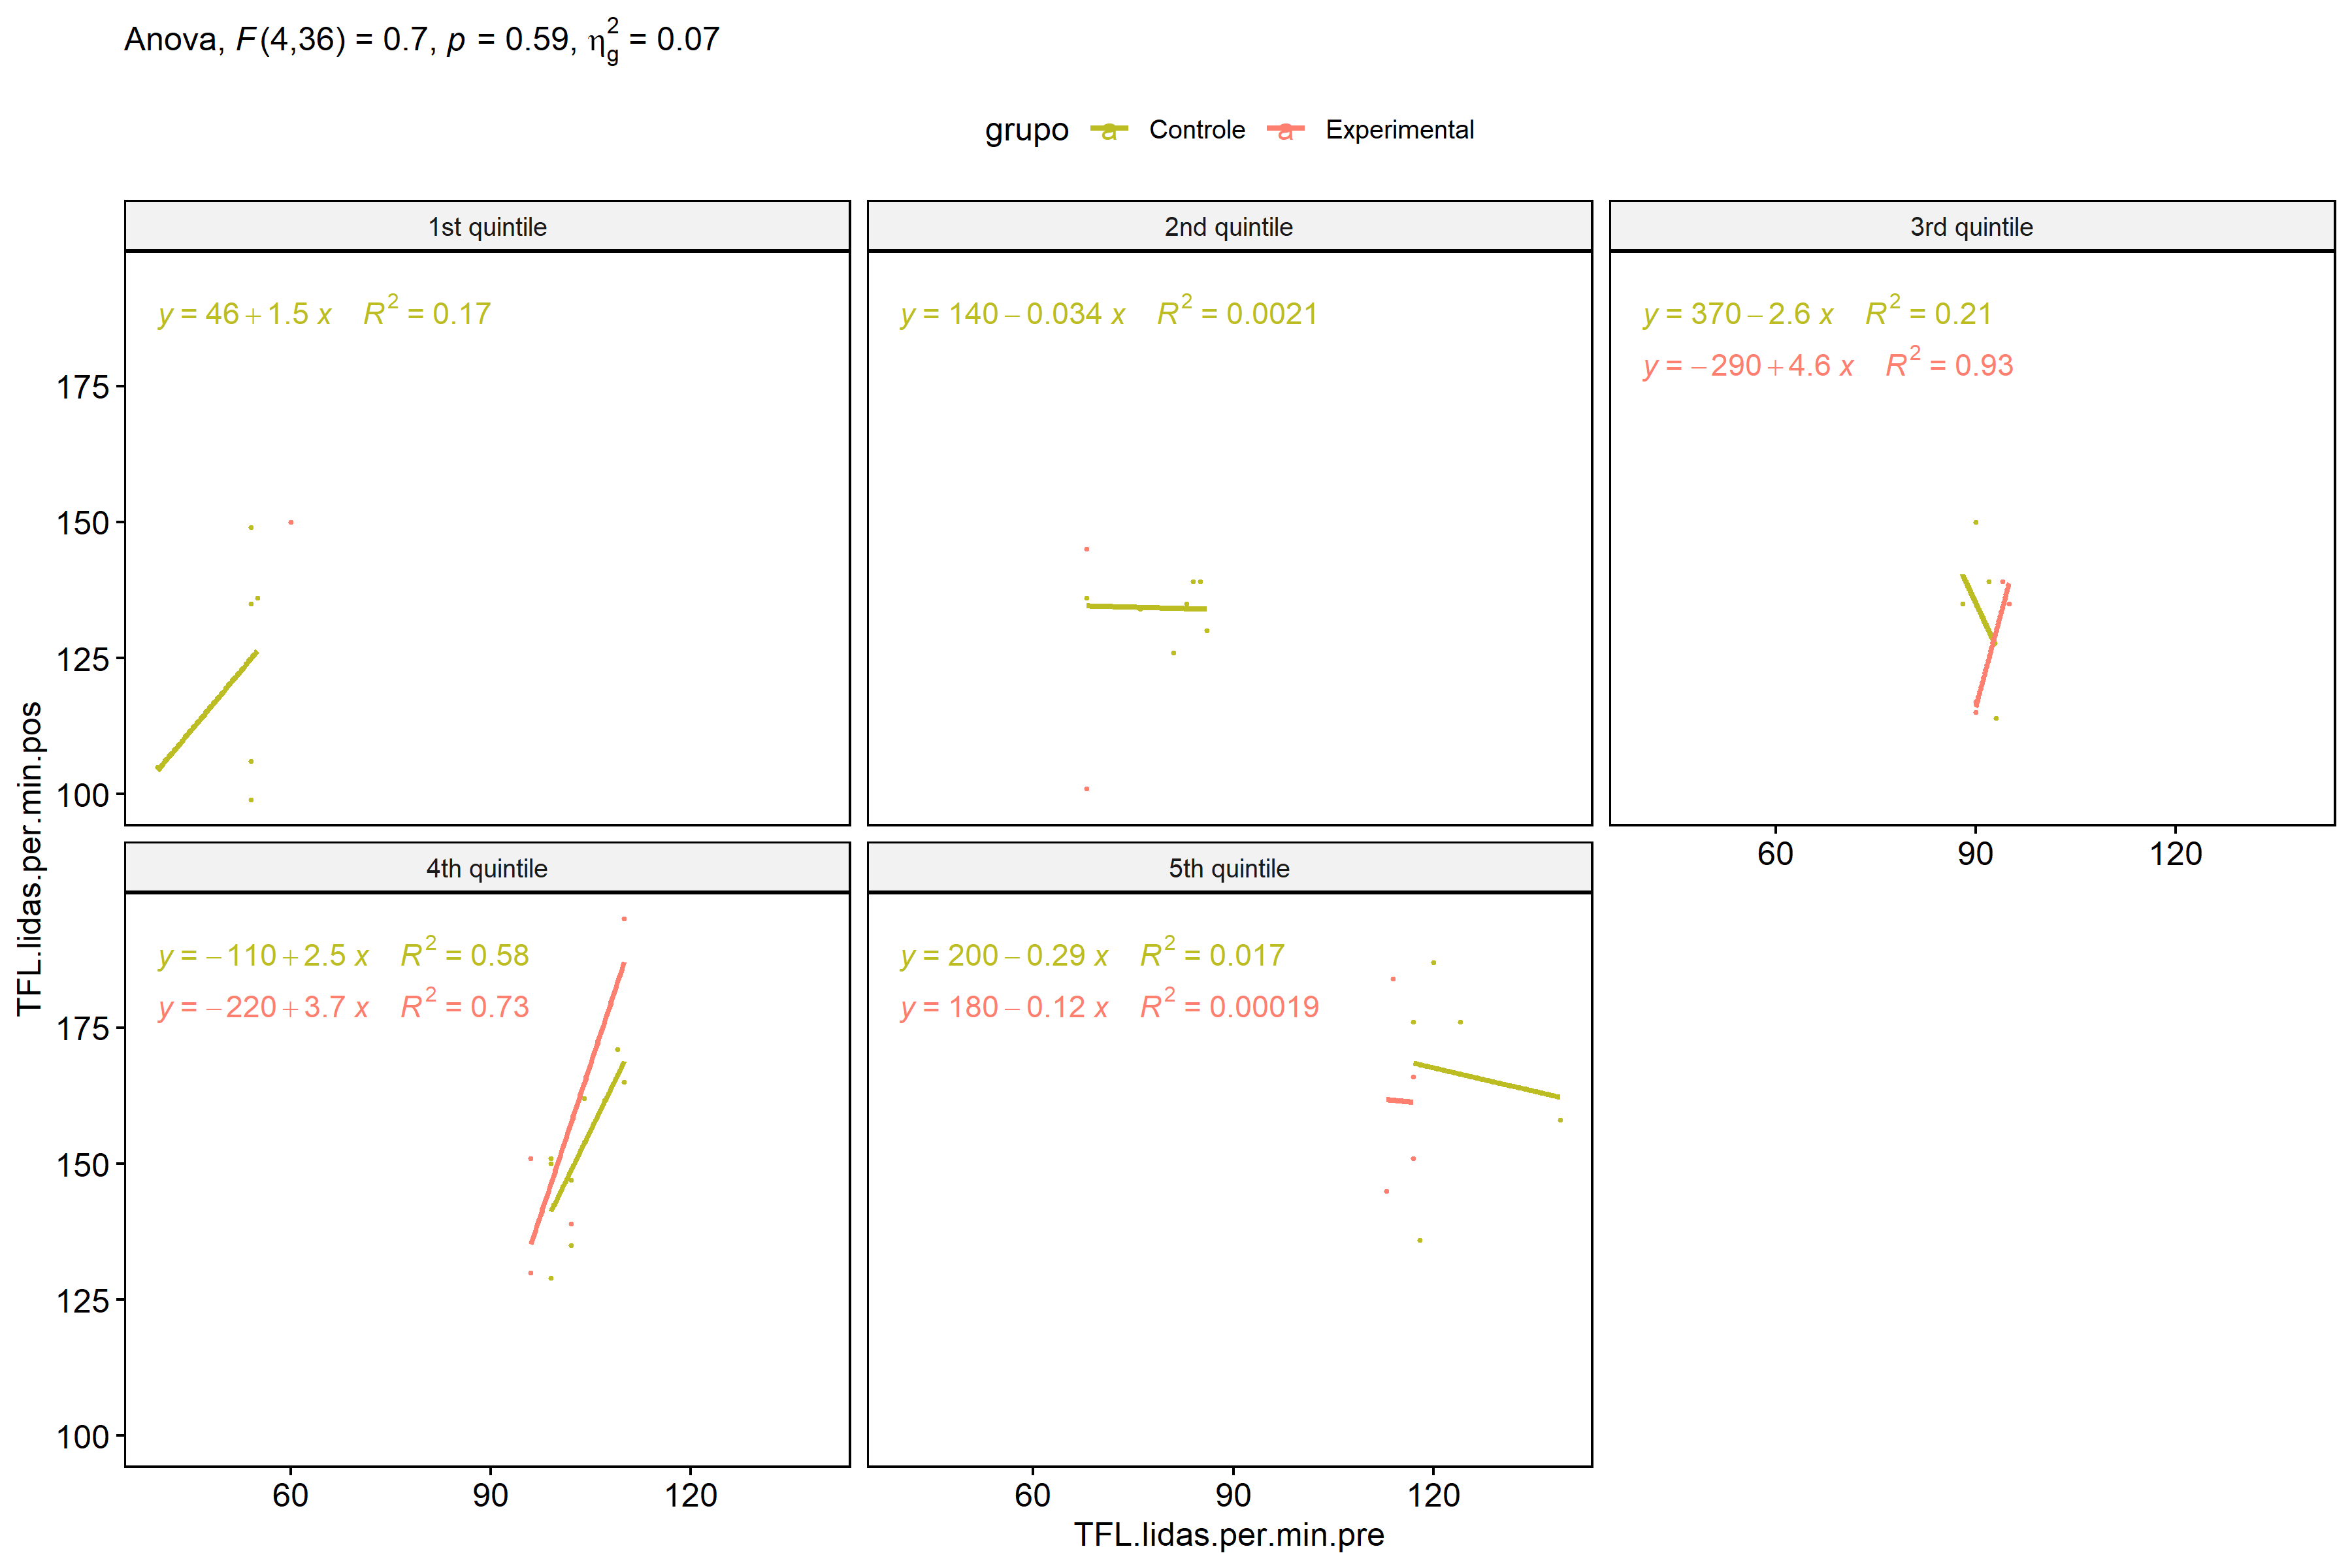 Anova, F(4,36) = 0.7, p = 0.59, η²g = 0.07
grupo a Controle a Experimental
1st quintile
2nd quintile
3rd quintile
y = 46 + 1.5 x R² = 0.17
y = 140 − 0.034 x R² = 0.0021
y = 370 − 2.6 x R² = 0.21
y = −290 + 4.6 x R² = 0.93
175
150
125
100
60 90 120
4th quintile
5th quintile
y = −110 + 2.5 x R² = 0.58
y = −220 + 3.7 x R² = 0.73
y = 200 − 0.29 x R² = 0.017
y = 180 − 0.12 x R² = 0.00019
175
150
125
100
60 90 120
60 90 120
TFL.lidas.per.min.pos
TFL.lidas.per.min.pre